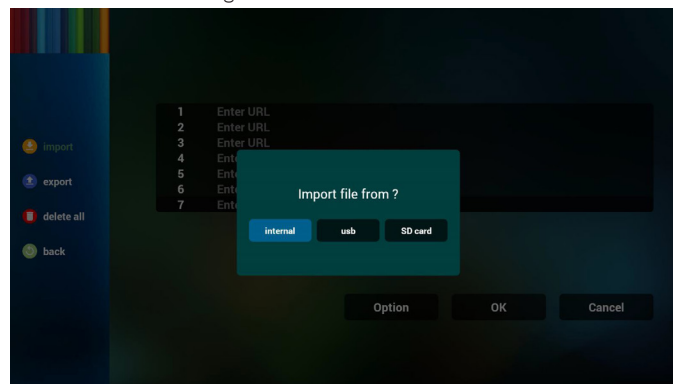 import
export
delete all
back
1 Enter URL
2 Enter URL
3 Enter URL
4
5
6
7
Import file from ?
internal usb SD card
Option OK Cancel